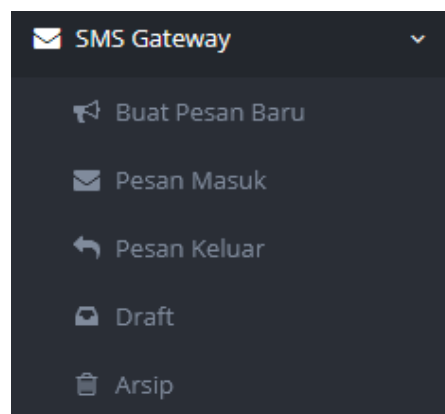 SMS Gateway
Buat Pesan Baru
Pesan Masuk
Pesan Keluar
Draft
Arsip